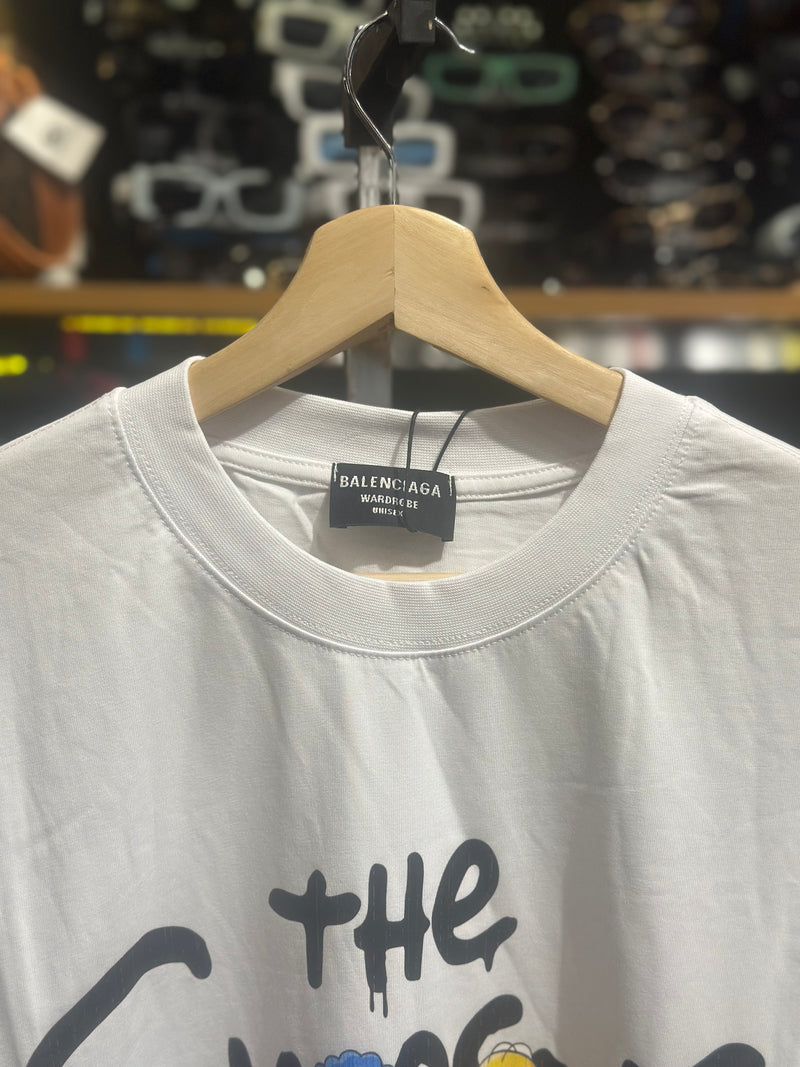 BALENCIAGA
WARDROBE
UNISEX
THE